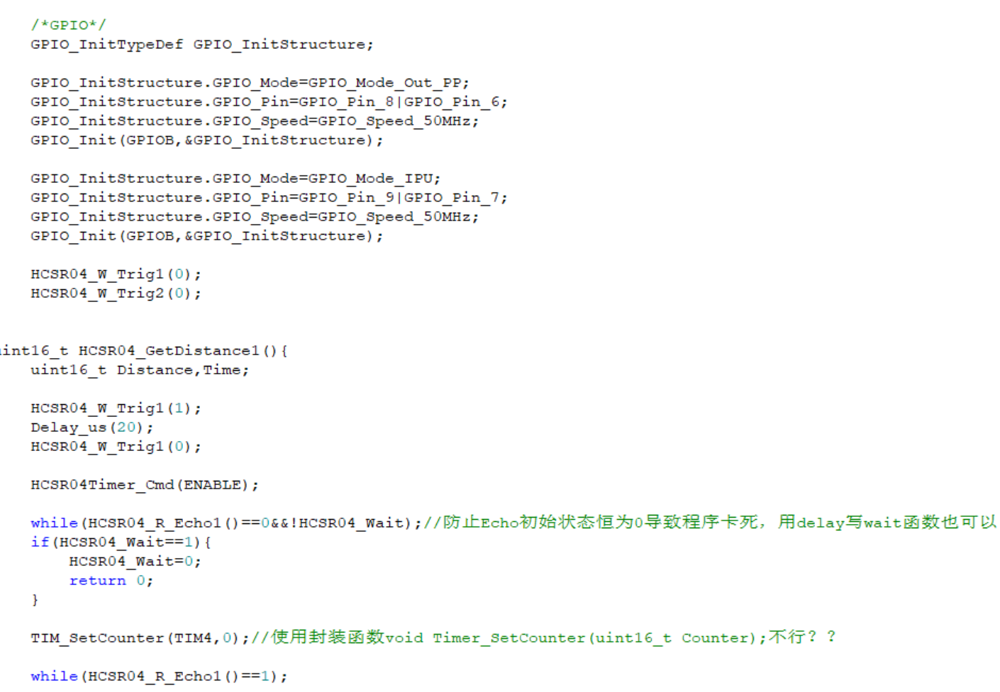 /*GPIO*/
GPIO_InitTypeDef GPIO_InitStructure;
GPIO_InitStructure.GPIO_Mode=GPIO_Mode_Out_PP;
GPIO_InitStructure.GPIO_Pin=GPIO_Pin_8|GPIO_Pin_6;
GPIO_InitStructure.GPIO_Speed=GPIO_Speed_50MHz;
GPIO_Init(GPIOB,&GPIO_InitStructure);
GPIO_InitStructure.GPIO_Mode=GPIO_Mode_IPU;
GPIO_InitStructure.GPIO_Pin=GPIO_Pin_9|GPIO_Pin_7;
GPIO_InitStructure.GPIO_Speed=GPIO_Speed_50MHz;
GPIO_Init(GPIOB,&GPIO_InitStructure);
HCSR04_W_Trig1(0);
HCSR04_W_Trig2(0);
uint16_t HCSR04_GetDistance1(){
uint16_t Distance,Time;
HCSR04_W_Trig1(1);
Delay_us(20);
HCSR04_W_Trig1(0);
HCSR04Timer_Cmd(ENABLE);
while(HCSR04_R_Echo1()==0&&!HCSR04_Wait);//防止Echo初始状态恒为0导致程序卡死，用delay写wait函数也可以
if(HCSR04_Wait==1){
HCSR04_Wait=0;
return 0;
}
TIM_SetCounter(TIM4,0);//使用封装函数void Timer_SetCounter(uint16_t Counter);不行？？
while(HCSR04_R_Echo1()==1);